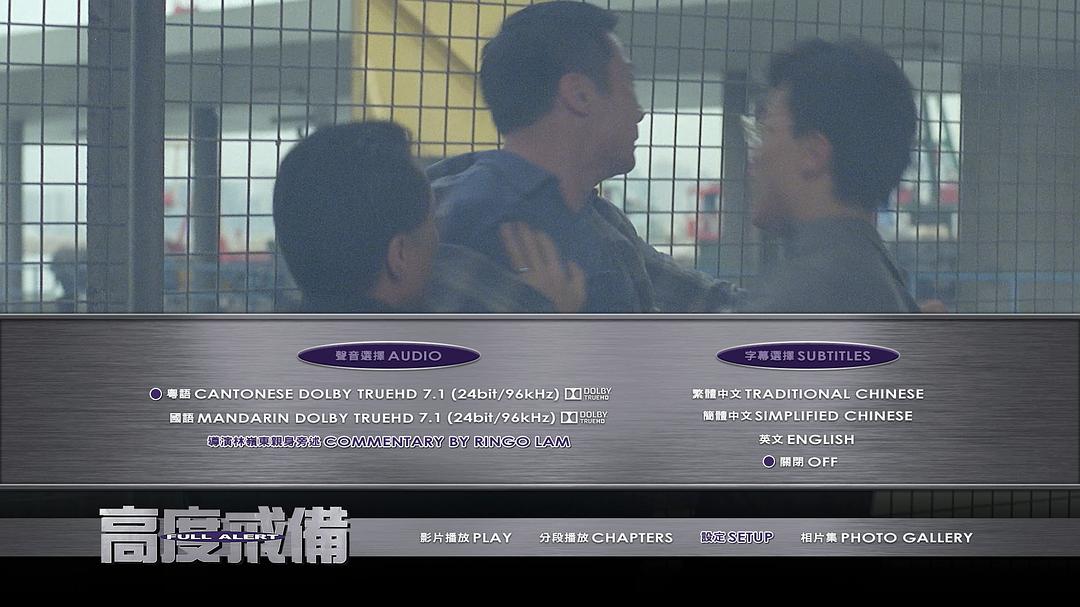 聲音選擇 AUDIO
粵語 CANTONESE DOLBY TRUEHD 7.1 (24bit/96kHz) DOLBY TRUEHD
國語 MANDARIN DOLBY TRUEHD 7.1 (24bit/96kHz) DOLBY TRUEHD
導演林嶺東親身旁述 COMMENTARY BY RINGO LAM
字幕選擇 SUBTITLES
繁體中文 TRADITIONAL CHINESE
簡體中文 SIMPLIFIED CHINESE
英文 ENGLISH
關閉 OFF
高度戒備
FULL ALERT
影片播放 PLAY 分段播放 CHAPTERS 設定 SETUP 相片集 PHOTO GALLERY